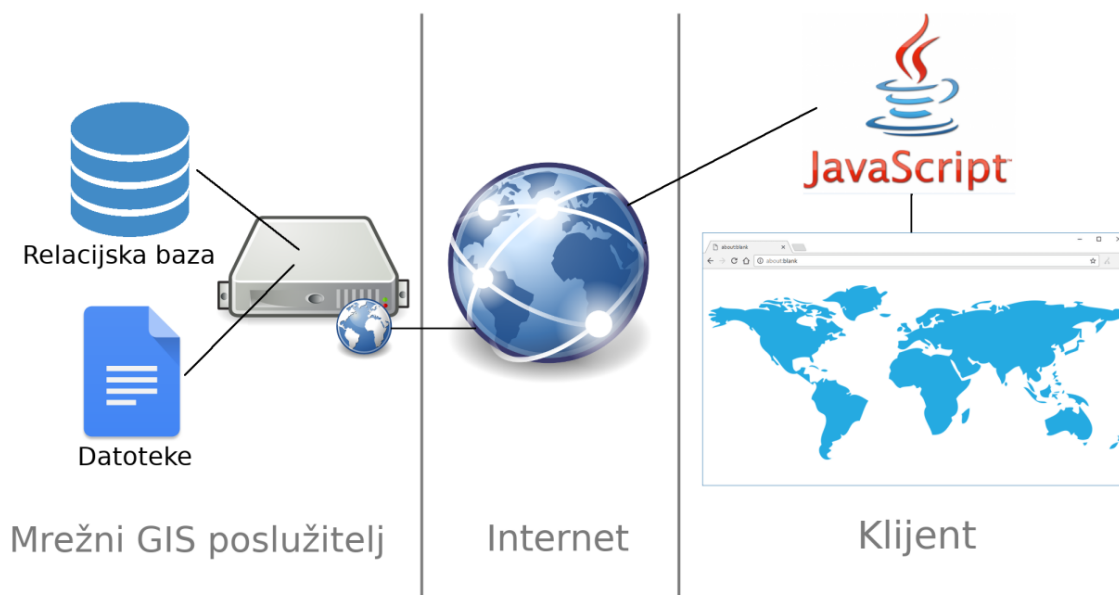 Relacijska baza
Datoteke
Mrežni GIS poslužitelj
Internet
JavaScript
about:blank
about:blank
Klijent